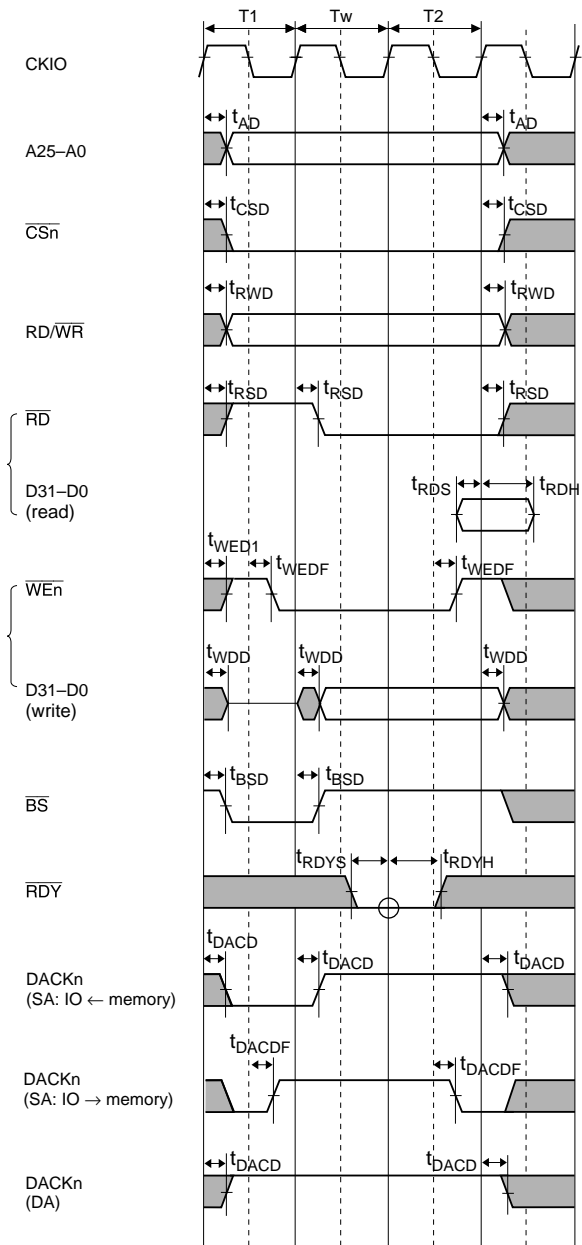 T1 Tw T2
CKIO
tAD tAD
A25–A0
tCSD tCSD
CSn
tRWD tRWD
RD/WR
tRSD tRSD tRSD
RD
tRDS tRDH
D31–D0
(read)
tWED1 tWEDF tWEDF
WEn
tWDD tWDD tWDD
D31–D0
(write)
tBSD tBSD
BS
tRDYS tRDYH
RDY
tDACD tDACD tDACD
DACKn
(SA: IO ← memory)
tDACDF tDACDF
DACKn
(SA: IO → memory)
tDACD tDACD
DACKn
(DA)